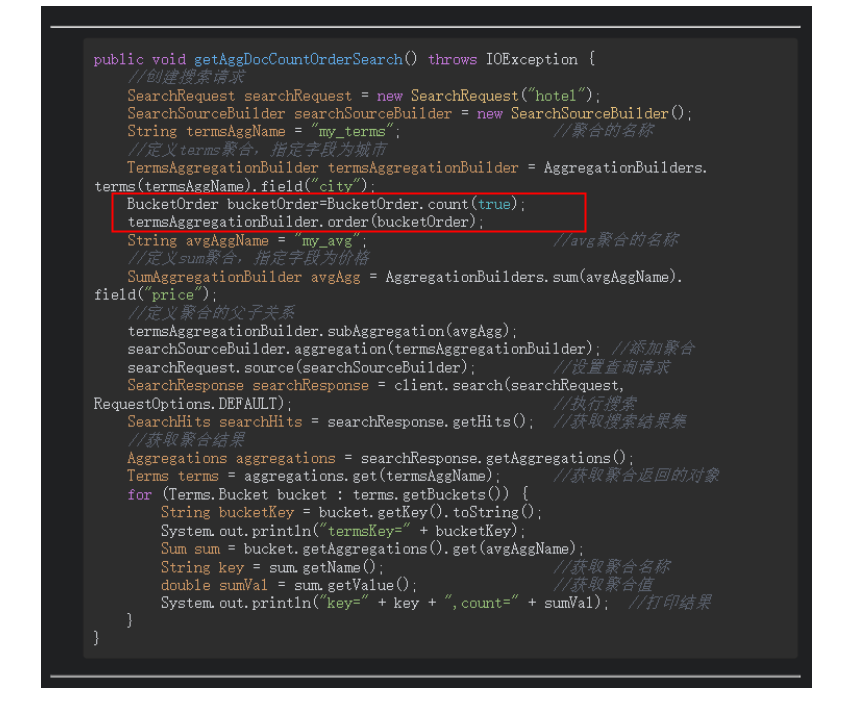 public void getAggDocCountOrderSearch() throws IOException {
//创建搜索请求
SearchRequest searchRequest = new SearchRequest("hotel");
SearchSourceBuilder searchSourceBuilder = new SearchSourceBuilder();
String termsAggName = "my_terms"; //聚合的名称
//定义terms聚合，指定字段为城市
TermsAggregationBuilder termsAggregationBuilder = AggregationBuilders.
terms(termsAggName).field("city");
BucketOrder bucketOrder=BucketOrder.count(true);
termsAggregationBuilder.order(bucketOrder);
String avgAggName = "my_avg"; //avg聚合的名称
//定义sum聚合，指定字段为价格
SumAggregationBuilder avgAgg = AggregationBuilders.sum(avgAggName).
field("price");
//定义聚合的父子关系
termsAggregationBuilder.subAggregation(avgAgg);
searchSourceBuilder.aggregation(termsAggregationBuilder); //添加聚合
searchRequest.source(searchSourceBuilder); //设置查询请求
SearchResponse searchResponse = client.search(searchRequest,
RequestOptions.DEFAULT); //执行搜索
SearchHits searchHits = searchResponse.getHits(); //获取搜索结果集
//获取聚合结果
Aggregations aggregations = searchResponse.getAggregations();
Terms terms = aggregations.get(termsAggName); //获取聚合返回的对象
for (Terms.Bucket bucket : terms.getBuckets()) {
String bucketKey = bucket.getKey().toString();
System.out.println("termsKey=" + bucketKey);
Sum sum = bucket.getAggregations().get(avgAggName);
String key = sum.getName(); //获取聚合名称
double sumVal = sum.getValue(); //获取聚合值
System.out.println("key=" + key + ",count=" + sumVal); //打印结果
}
}